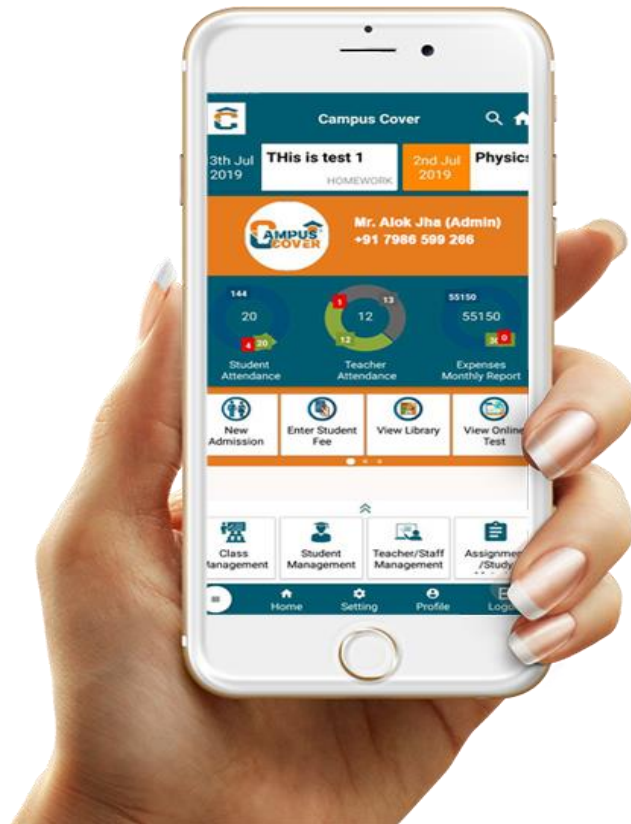 Campus Cover
3th Jul
2019
THis is test 1
HOMEWORK
2nd Jul
2019
Physics
CAMPUS
COVER
Mr. Alok Jha (Admin)
+91 7986 599 266
144
20
4
20
Student
Attendance
1
13
12
12
Teacher
Attendance
55150
55150
0
Expenses
Monthly Report
New
Admission
Enter Student
Fee
View Library
View Online
Test
Class
Management
Student
Management
Teacher/Staff
Management
Assignmen
/Study
Home
Setting
Profile
Logou